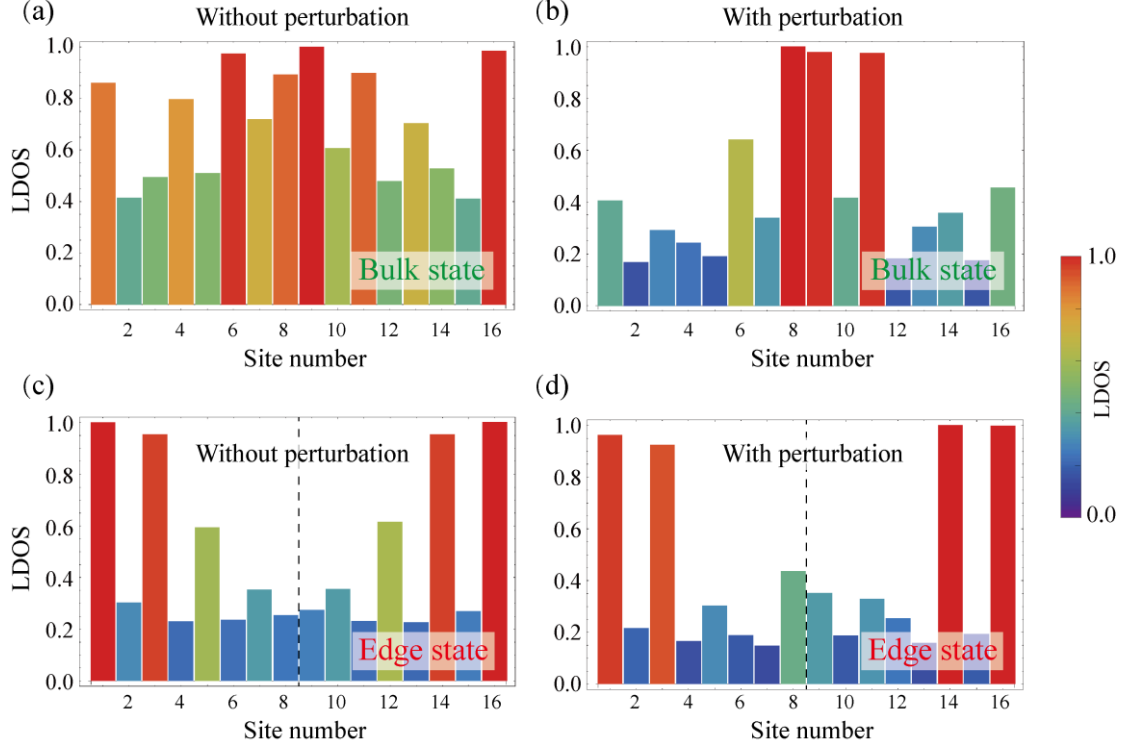 (a)
Without perturbation
1.0
0.8
0.6
0.4
0.2
0.0
LDOS
Bulk state
2 4 6 8 10 12 14 16
Site number
(b)
With perturbation
1.0
0.8
0.6
0.4
0.2
0.0
Bulk state
2 4 6 8 10 12 14 16
Site number
1.0
LDOS
0.0
(c)
Without perturbation
1.0
0.8
0.6
0.4
0.2
0.0
LDOS
Edge state
2 4 6 8 10 12 14 16
Site number
(d)
With perturbation
1.0
0.8
0.6
0.4
0.2
0.0
Edge state
2 4 6 8 10 12 14 16
Site number